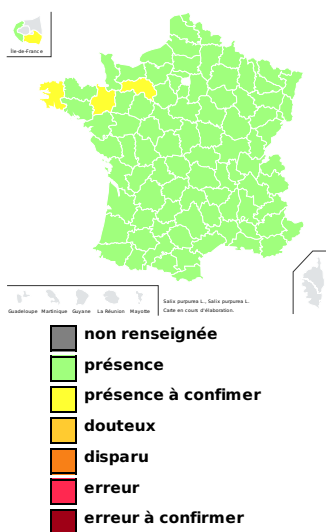 Île-de-France
Guadeloupe Martinique Guyane La Réunion Mayotte
Salix purpurea L., Salix purpurea L.
Carte en cours d'élaboration.
non renseignée
présence
présence à confimer
douteux
disparu
erreur
erreur à confirmer